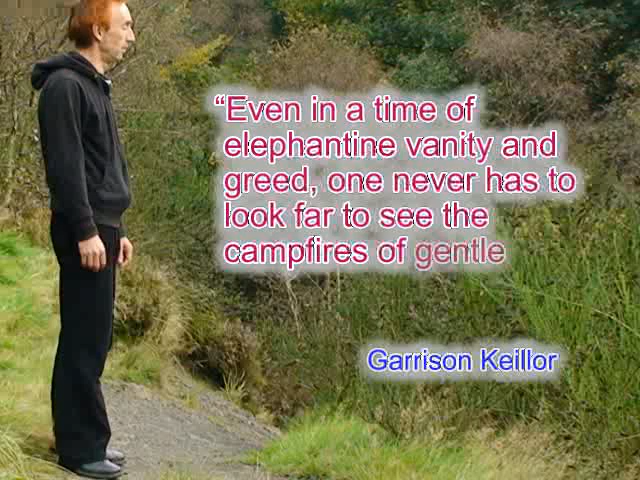 “Even in a time of
elephantine vanity and
greed, one never has to
look far to see the
campfires of gentle
Garrison Keillor